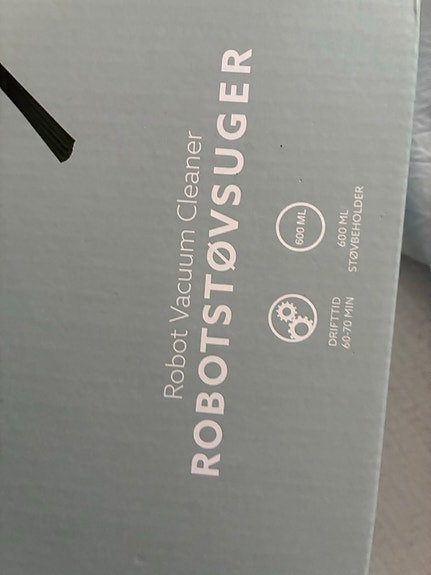 Robot Vacuum Cleaner
ROBOTSTØVSUGER
DRIFTTID
60-70 MIN
600 ML
600 ML
STØVBEHOLDER